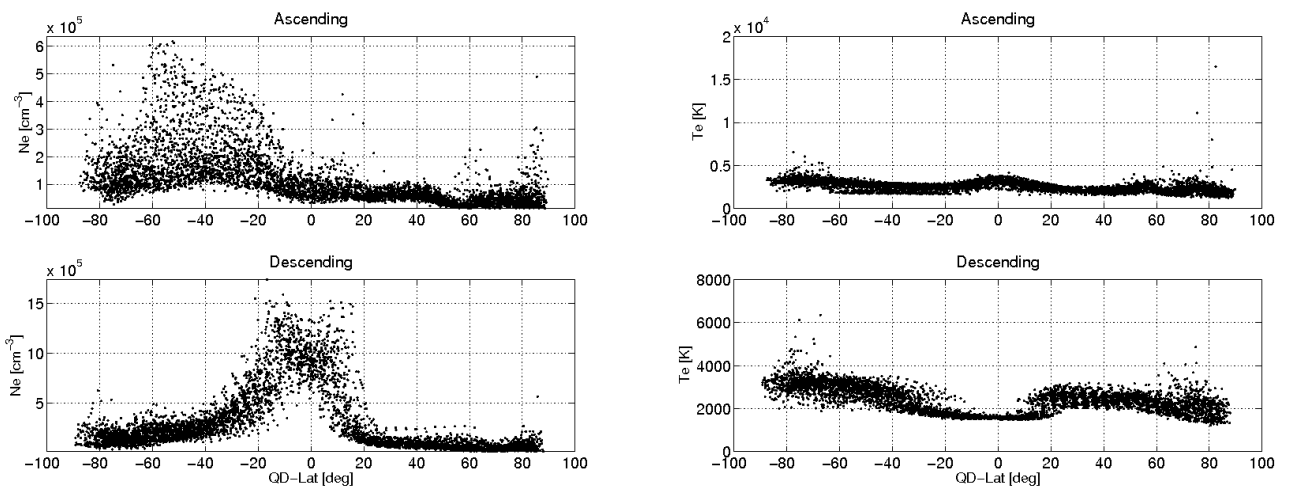 Ascending
x 10^5
6
5
4
3
2
1
Ne [cm^−3]
−100 −80 −60 −40 −20 0 20 40 60 80 100
Ascending
x 10^4
2
1.5
1
0.5
0
Te [K]
−100 −80 −60 −40 −20 0 20 40 60 80 100
Descending
x 10^5
15
10
5
Ne [cm^−3]
−100 −80 −60 −40 −20 0 20 40 60 80 100
QD−Lat [deg]
Descending
8000
6000
4000
2000
0
Te [K]
−100 −80 −60 −40 −20 0 20 40 60 80 100
QD−Lat [deg]